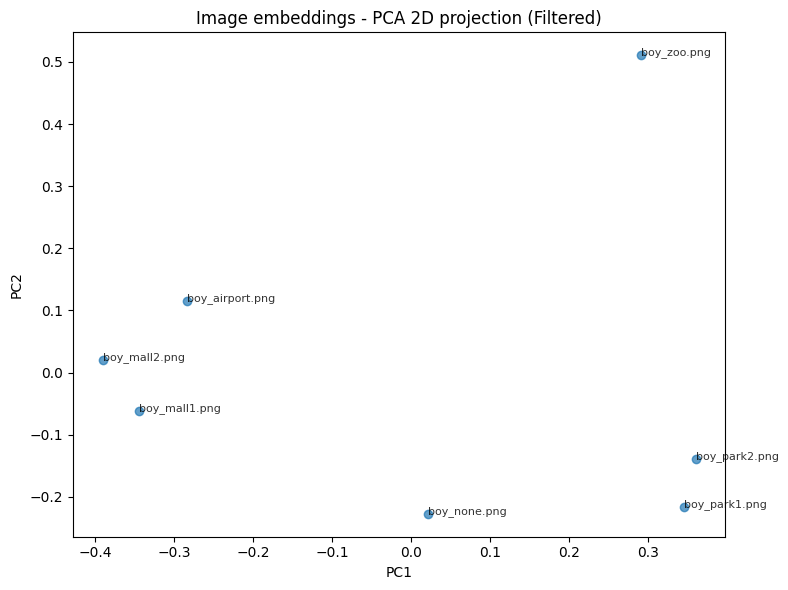 Image embeddings - PCA 2D projection (Filtered)
PC2
0.5
0.4
0.3
0.2
0.1
0.0
−0.1
−0.2
boy_zoo.png
boy_airport.png
boy_mall2.png
boy_mall1.png
boy_park2.png
boy_park1.png
boy_none.png
−0.4 −0.3 −0.2 −0.1 0.0 0.1 0.2 0.3
PC1